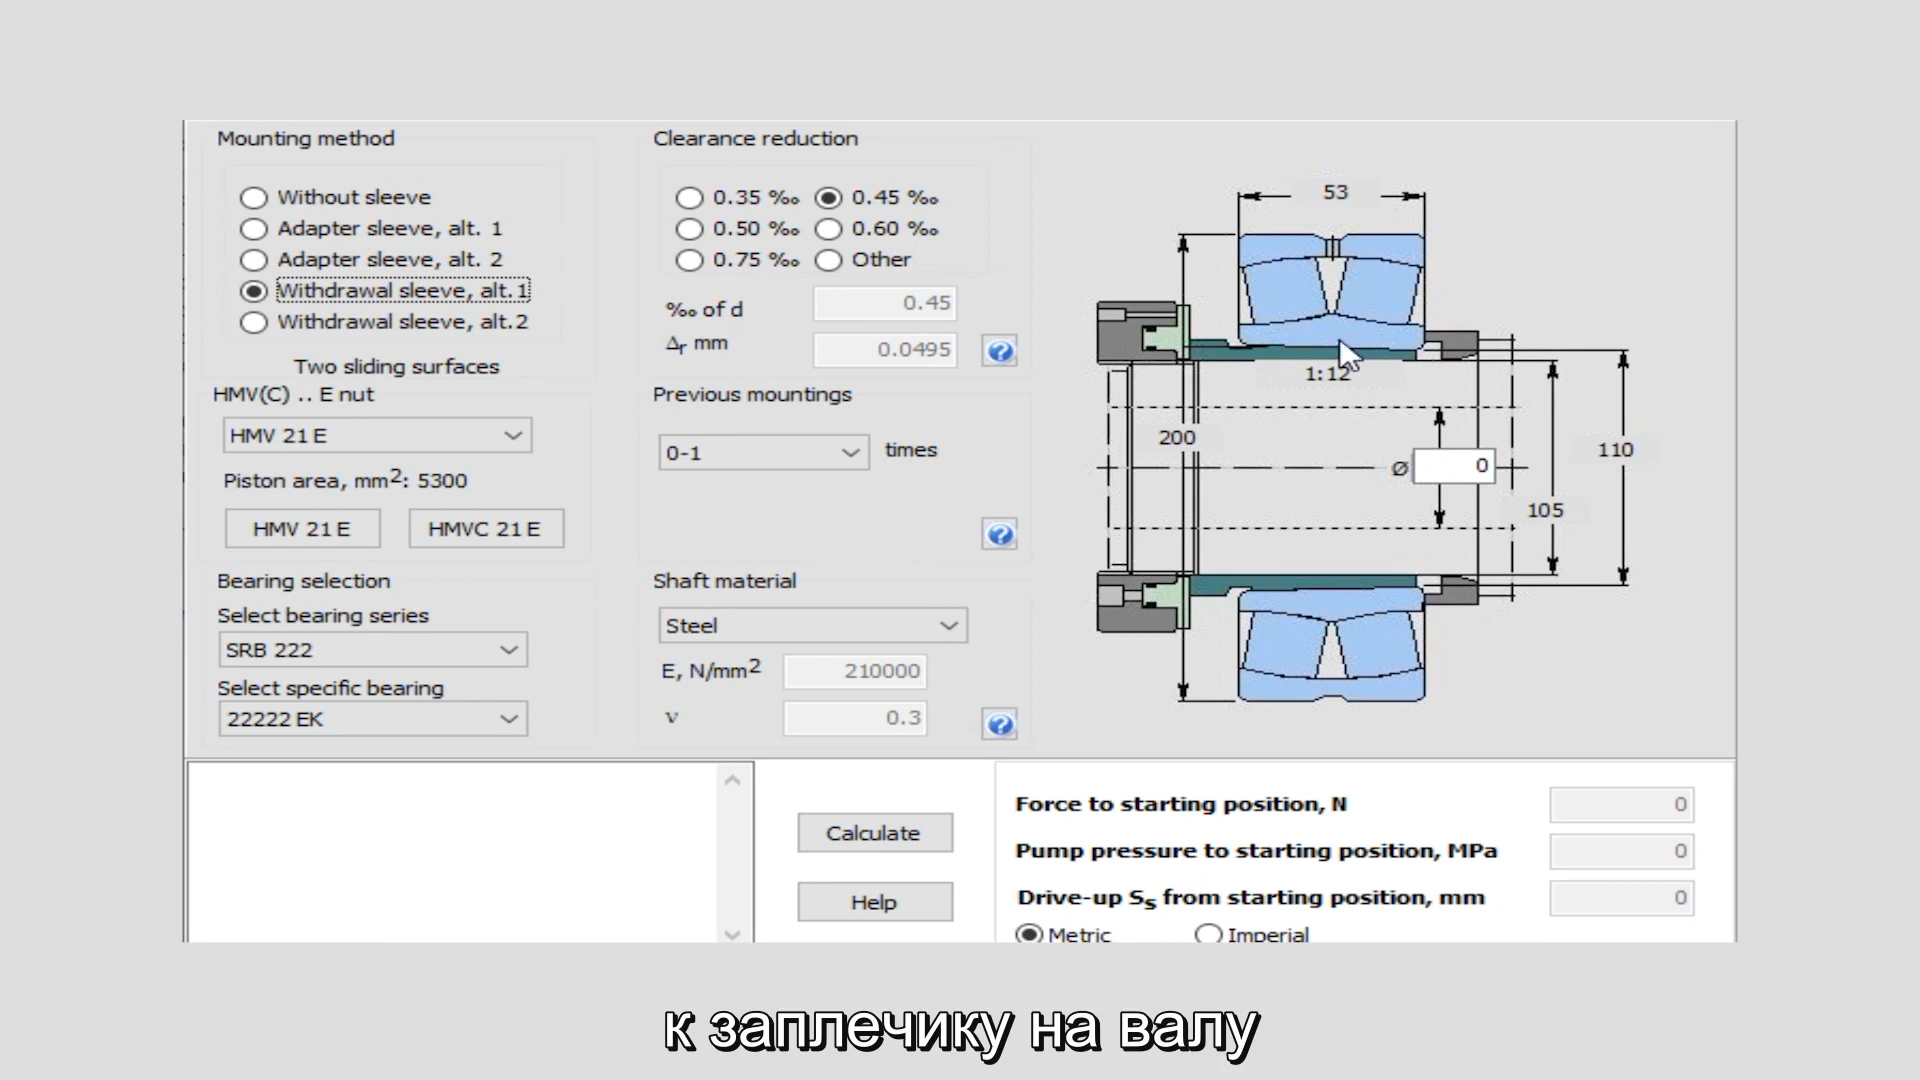 Mounting method
Without sleeve
Adapter sleeve, alt. 1
Adapter sleeve, alt. 2
Withdrawal sleeve, alt.1
Withdrawal sleeve, alt.2
Two sliding surfaces
HMV(C) .. E nut
HMV 21 E
Piston area, mm²: 5300
HMV 21 E HMVC 21 E
Bearing selection
Select bearing series
SRB 222
Select specific bearing
22222 EK
Clearance reduction
0.35 ‰ 0.45 ‰
0.50 ‰ 0.60 ‰
0.75 ‰ Other
‰ of d 0.45
Δr mm 0.0495
?
Previous mountings
0-1 times
?
Shaft material
Steel
E, N/mm² 210000
ν 0.3
?
53
1:12
200
Ø 0
110
105
Calculate
Help
Force to starting position, N 0
Pump pressure to starting position, MPa 0
Drive-up Ss from starting position, mm 0
Metric Imperial
к заплечику на валу